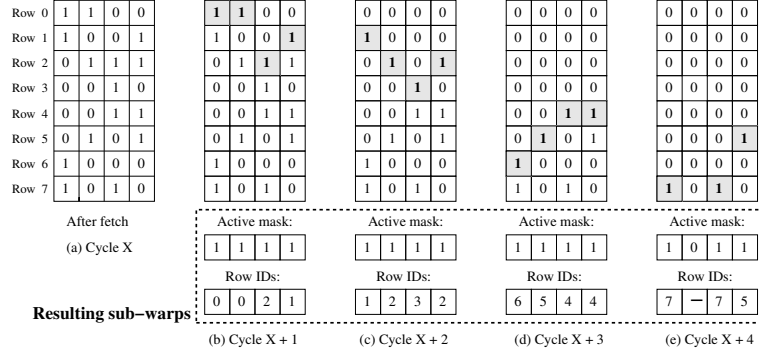 Row 0 1 1 0 0 1 1 0 0 0 0 0 0 0 0 0 0 0 0 0 0
Row 1 1 0 0 1 1 0 0 1 1 0 0 0 0 0 0 0 0 0 0 0
Row 2 0 1 1 1 0 1 1 1 0 1 0 1 0 0 0 0 0 0 0 0
Row 3 0 0 1 0 0 0 1 0 0 0 1 0 0 0 0 0 0 0 0 0
Row 4 0 0 1 1 0 0 1 1 0 0 1 1 0 0 1 1 0 0 0 0
Row 5 0 1 0 1 0 1 0 1 0 1 0 1 0 1 0 1 0 0 0 1
Row 6 1 0 0 0 1 0 0 0 1 0 0 0 1 0 0 0 0 0 0 0
Row 7 1 0 1 0 1 0 1 0 1 0 1 0 1 0 1 0 1 0 1 0
After fetch Active mask: Active mask: Active mask: Active mask:
(a) Cycle X 1 1 1 1 1 1 1 1 1 1 1 1 1 0 1 1
Row IDs: Row IDs: Row IDs: Row IDs:
Resulting sub−warps 0 0 2 1 1 2 3 2 6 5 4 4 7 − 7 5
(b) Cycle X + 1 (c) Cycle X + 2 (d) Cycle X + 3 (e) Cycle X + 4